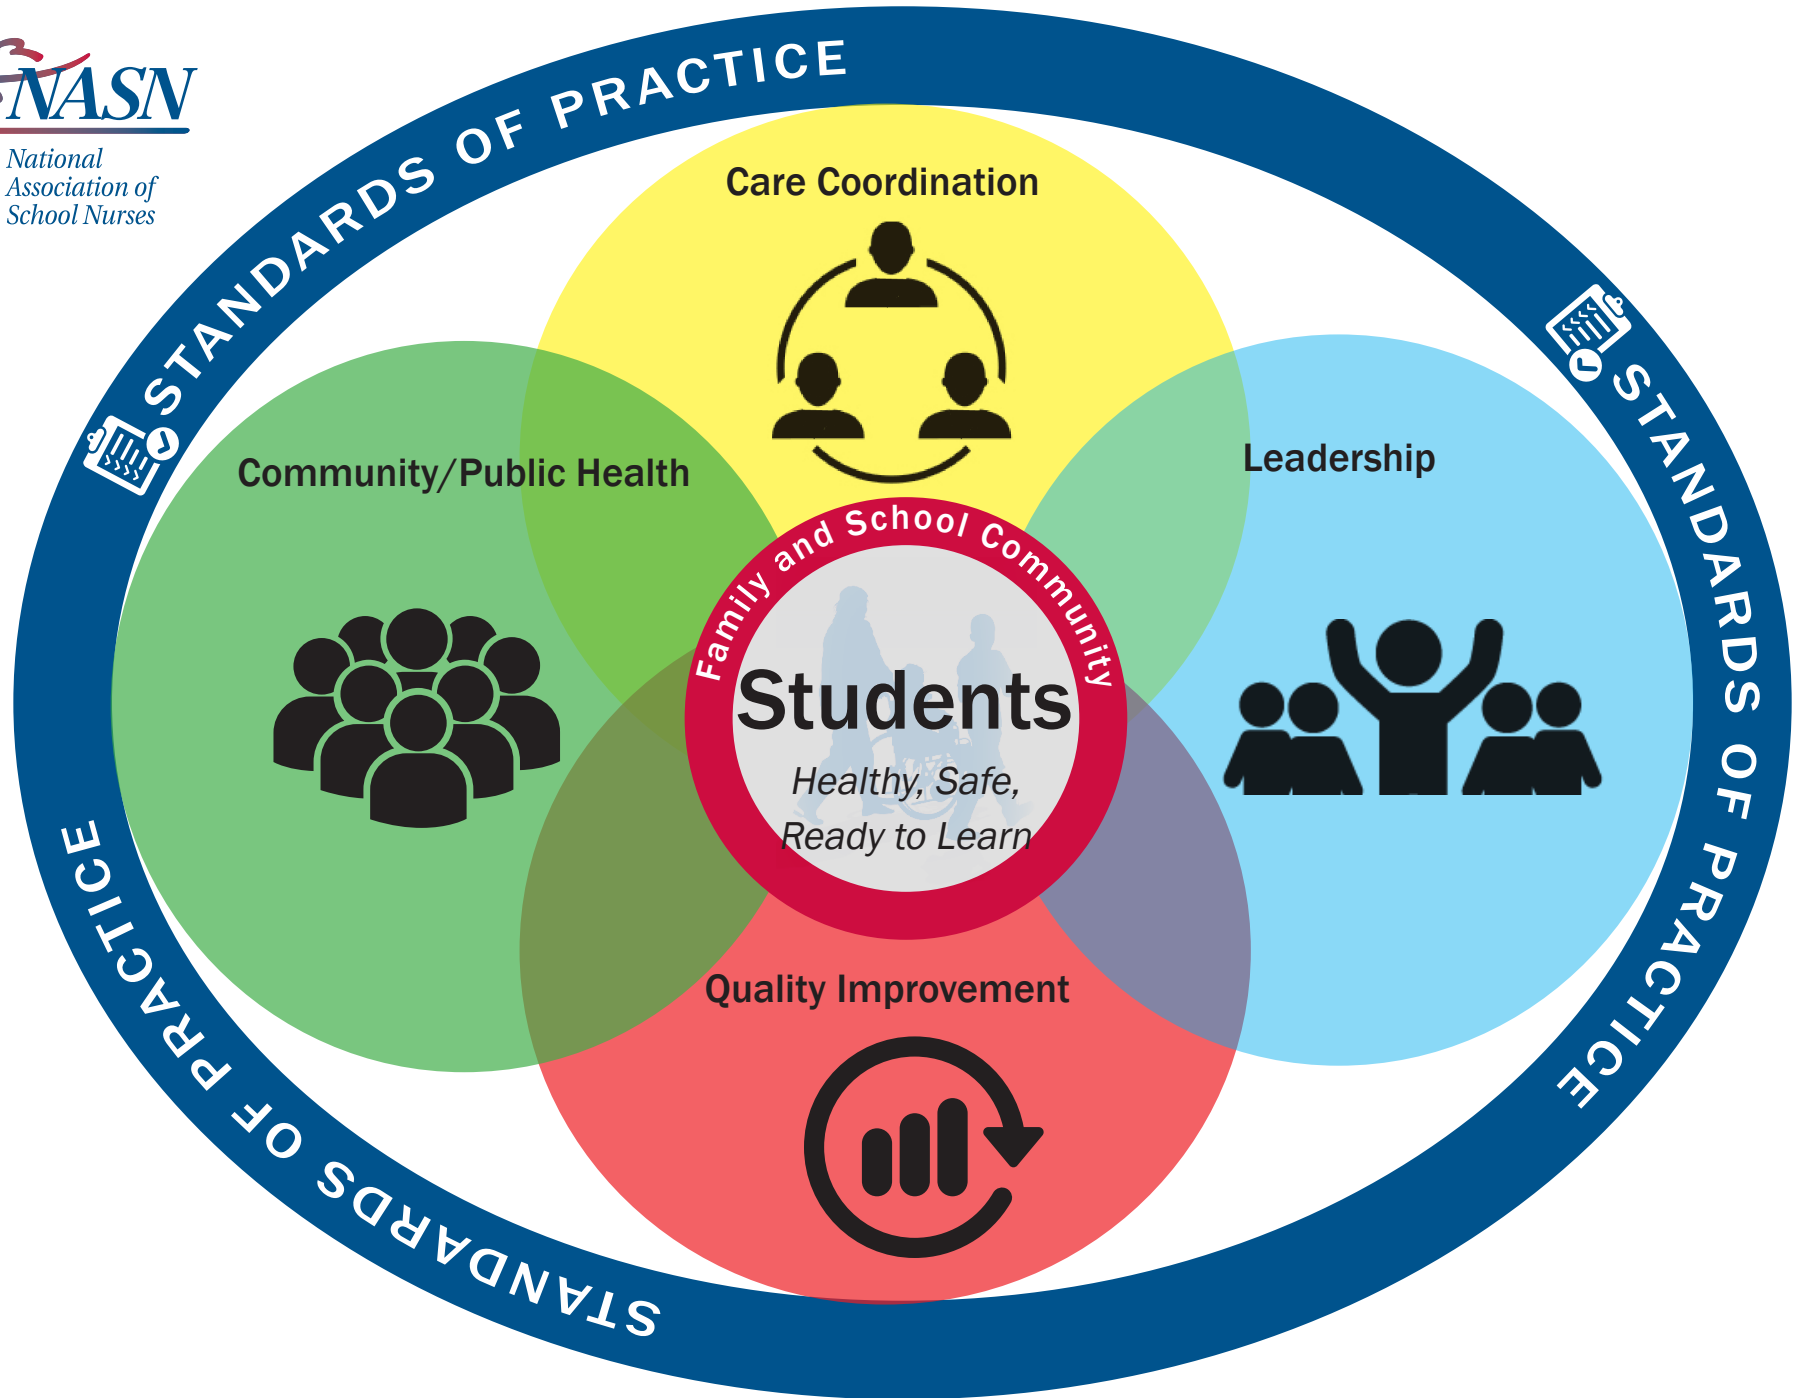 NASN
National
Association of
School Nurses
STANDARDS OF PRACTICE
Care Coordination
Community/Public Health
Leadership
STANDARDS OF PRACTICE
Family and School Community
Students
Healthy, Safe,
Ready to Learn
Quality Improvement
STANDARDS OF PRACTICE